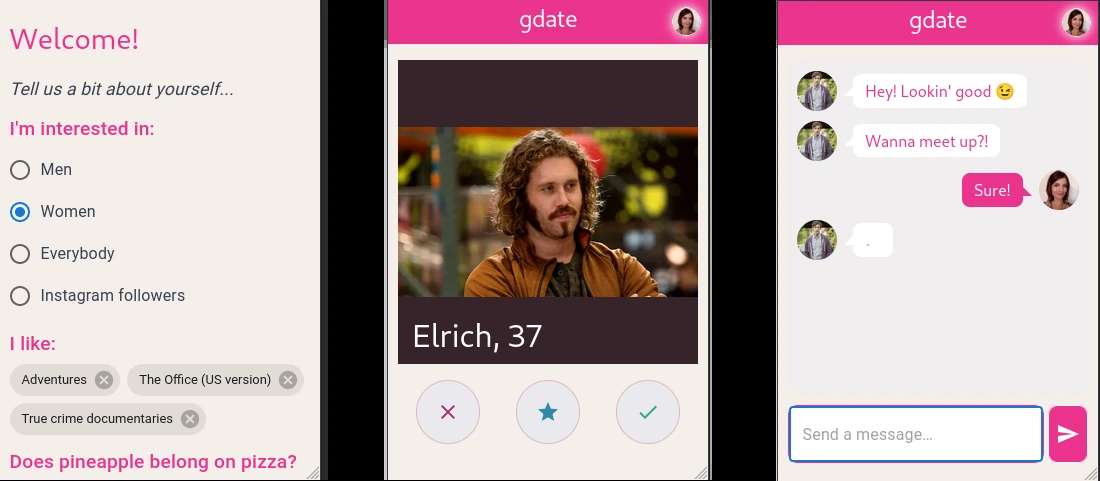 Welcome!
Tell us a bit about yourself...
I'm interested in:
Men
Women
Everybody
Instagram followers
I like:
Adventures
The Office (US version)
True crime documentaries
Does pineapple belong on pizza?
gdate
Elrich, 37
gdate
Hey! Lookin' good 😉
Wanna meet up?!
Sure!
.
Send a message...